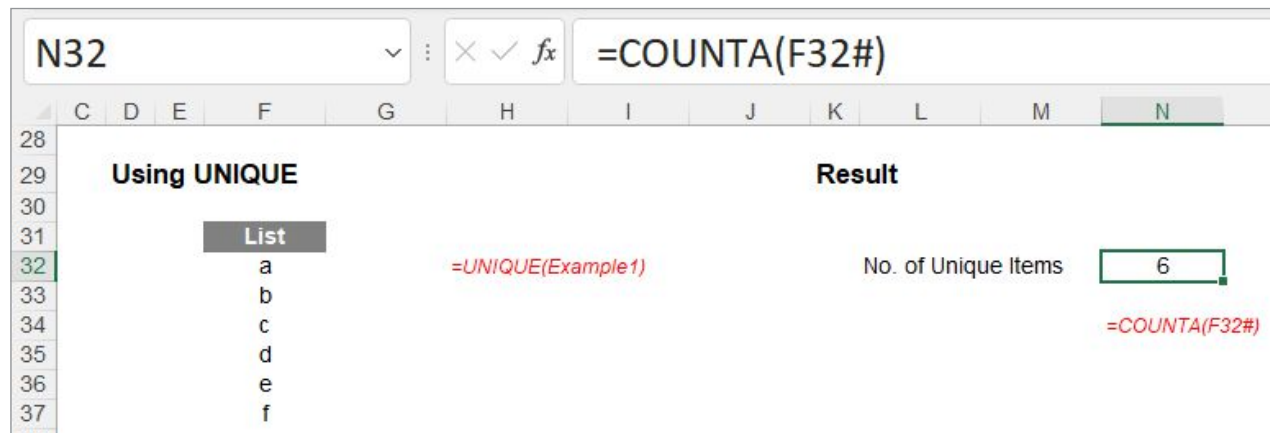 N32 fx =COUNTA(F32#)
C D E F G H I J K L M N
28
29 Using UNIQUE Result
30
31 List
32 a =UNIQUE(Example1) No. of Unique Items 6
33 b
34 c =COUNTA(F32#)
35 d
36 e
37 f